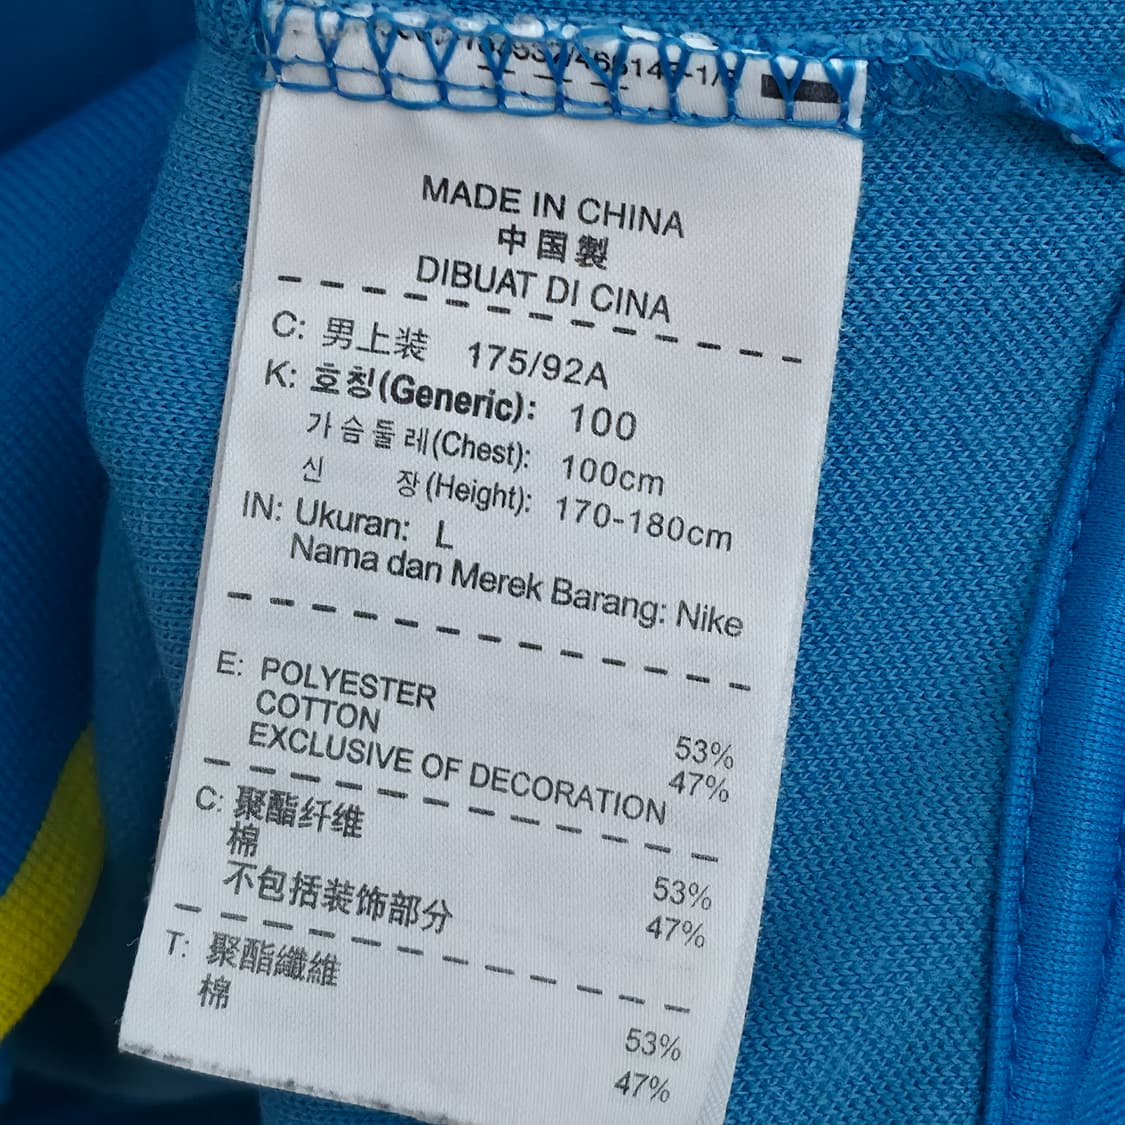 MADE IN CHINA
中国製
DIBUAT DI CINA
C: 男上装 175/92A
K: 호칭(Generic): 100
가슴둘레(Chest): 100cm
신 장(Height): 170-180cm
IN: Ukuran: L
Nama dan Merek Barang: Nike
E: POLYESTER 53%
COTTON 47%
EXCLUSIVE OF DECORATION
C: 聚酯纤维 53%
棉 47%
不包括装饰部分
T: 聚酯纖維 53%
棉 47%